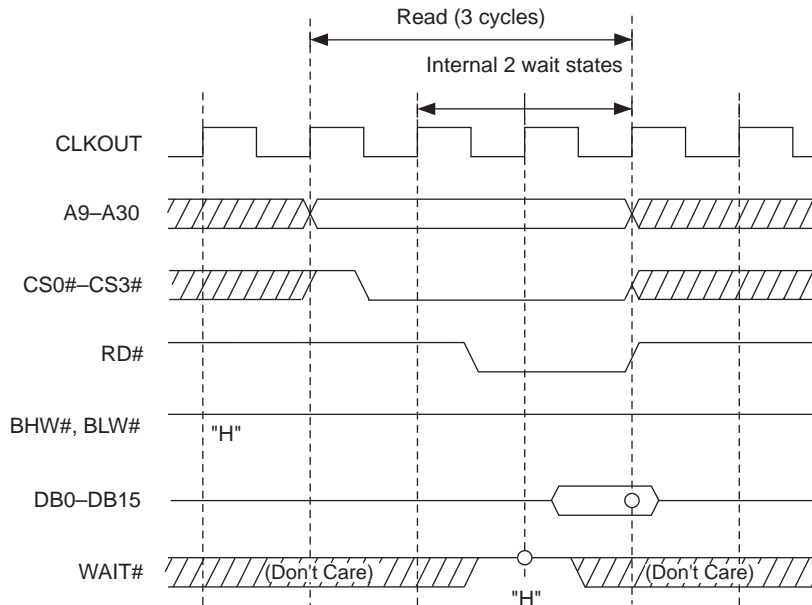 Read (3 cycles)
Internal 2 wait states
CLKOUT
A9–A30
CS0#–CS3#
RD#
BHW#, BLW#
"H"
DB0–DB15
WAIT#
(Don't Care)
(Don't Care)
"H"